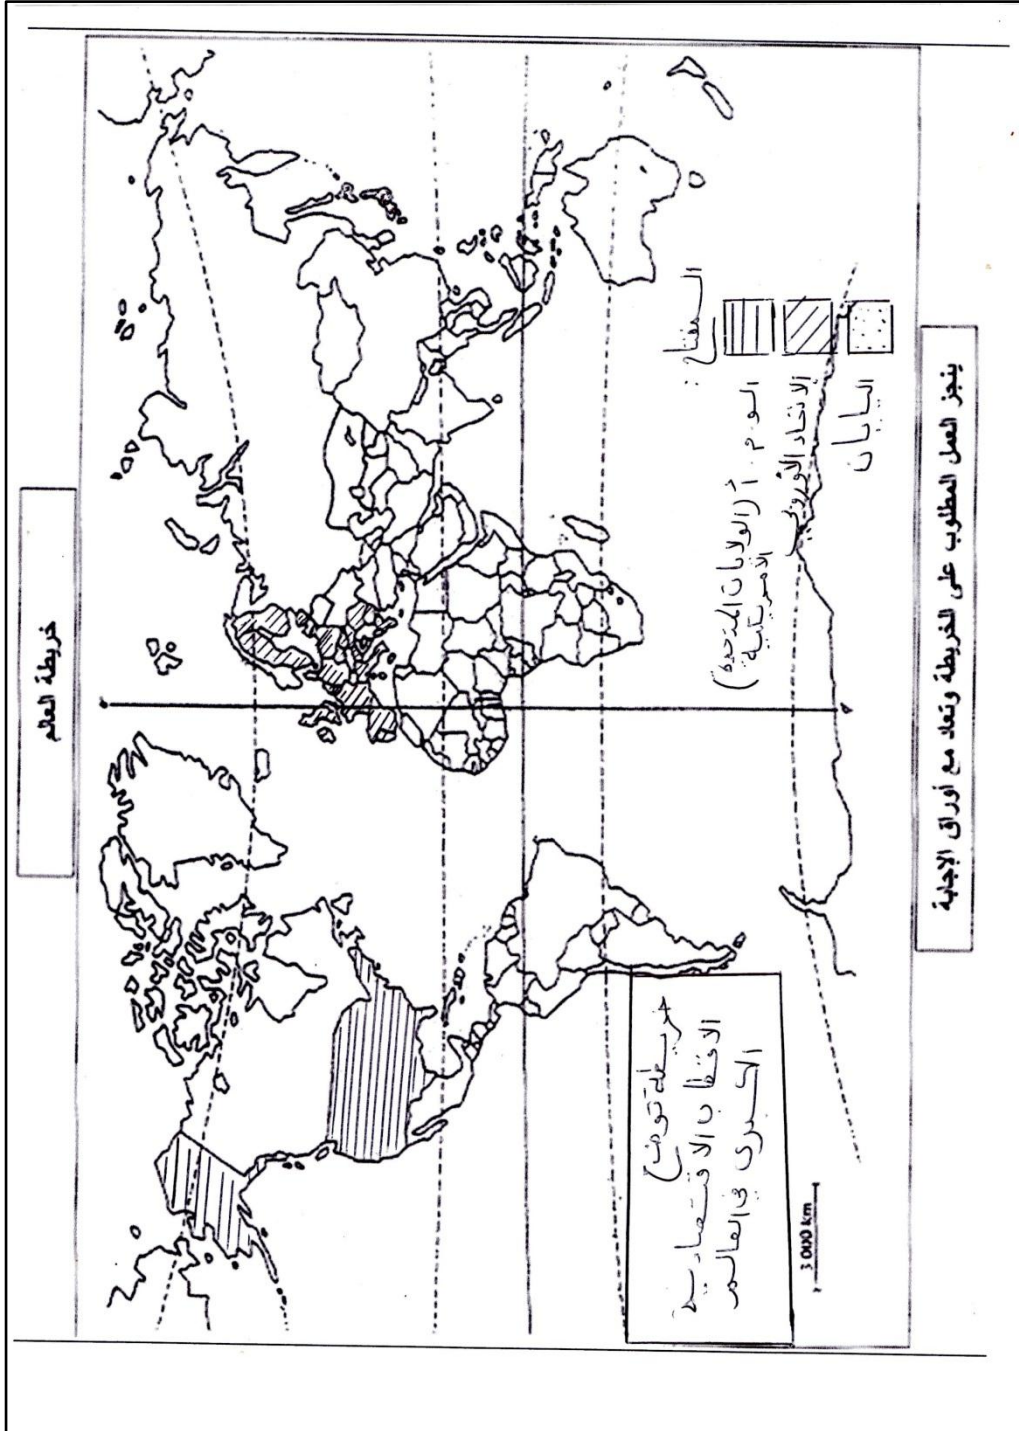 خريطة العالم
المفتاح:
الو.م.أ (الولايات المتحدة
الأمريكية)
الاتحاد الأوروبي
اليابان
خريطة توضح
الاقطاب الاقتصادية
الكبرى في العالم
3 000 km
ينجز العمل المطلوب على الخريطة وتعاد مع أوراق الإجابة